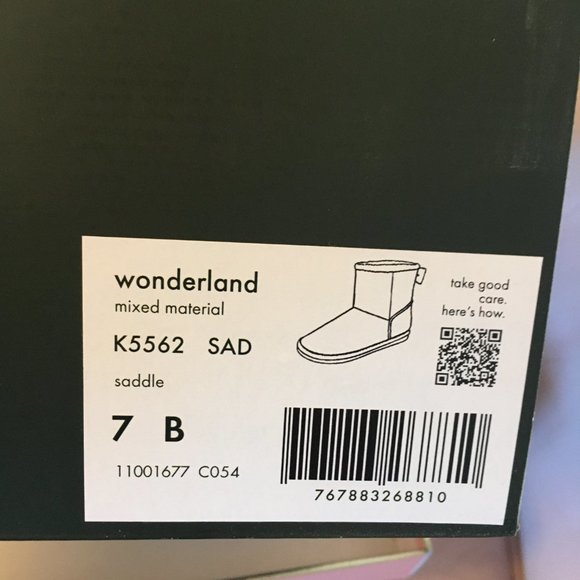 wonderland
mixed material
K5562 SAD
saddle
7 B
11001677 C054
take good
care.
here's how.
767883268810